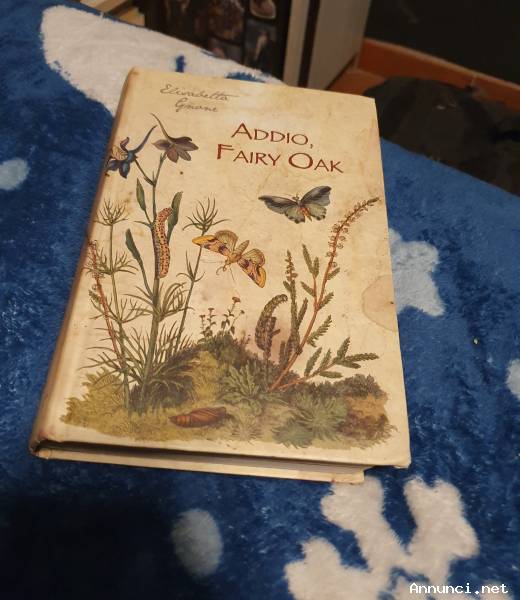 Elisabetta
Gnone
ADDIO,
FAIRY OAK
Annunci.net